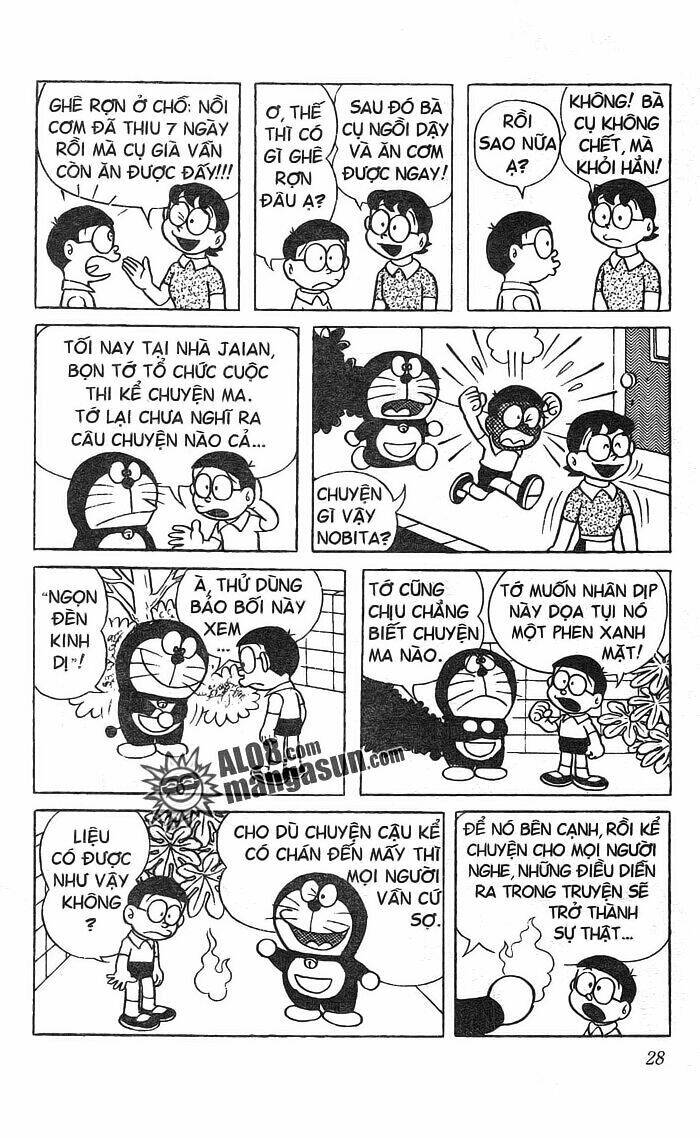 KHÔNG! BÀ
CỤ KHÔNG
CHẾT, MÀ
KHỎI HẲN!
RỒI
SAO NỮA
Ạ?
SAU ĐÓ BÀ
CỤ NGỒI DẬY
VÀ ĂN CƠM
ĐƯỢC NGAY!
Ơ, THẾ
THÌ CÓ
GÌ GHÊ
RỢN
ĐÂU Ạ?
GHÊ RỢN Ở CHỖ: NỒI
CƠM ĐÃ THIU 7 NGÀY
RỒI MÀ CỤ GIÀ VẪN
CÒN ĂN ĐƯỢC ĐẤY!!!
CHUYỆN
GÌ VẬY
NOBITA?
TỐI NAY TẠI NHÀ JAIAN,
BỌN TỚ TỔ CHỨC CUỘC
THI KỂ CHUYỆN MA.
TỚ LẠI CHƯA NGHĨ RA
CÂU CHUYỆN NÀO CẢ...
TỚ MUỐN NHÂN DỊP
NÀY DỌA TỤI NÓ
MỘT PHEN XANH
MẶT!
TỚ CŨNG
CHỊU CHẲNG
BIẾT CHUYỆN
MA NÀO.
À, THỬ DÙNG
BẢO BỐI NÀY
XEM
...
"NGỌN
ĐÈN
KINH
DỊ"!
ALO8.com
mangasun.com
ĐỂ NÓ BÊN CẠNH, RỒI KỂ
CHUYỆN CHO MỌI NGƯỜI
NGHE, NHỮNG ĐIỀU DIỄN
RA TRONG TRUYỆN SẼ
TRỞ THÀNH
SỰ THẬT...
CHO DÙ CHUYỆN CẬU KỂ
CÓ CHÁN ĐẾN MẤY THÌ
MỌI NGƯỜI
VẪN CỨ
SỢ.
LIỆU
CÓ ĐƯỢC
NHƯ VẬY
KHÔNG
?
28